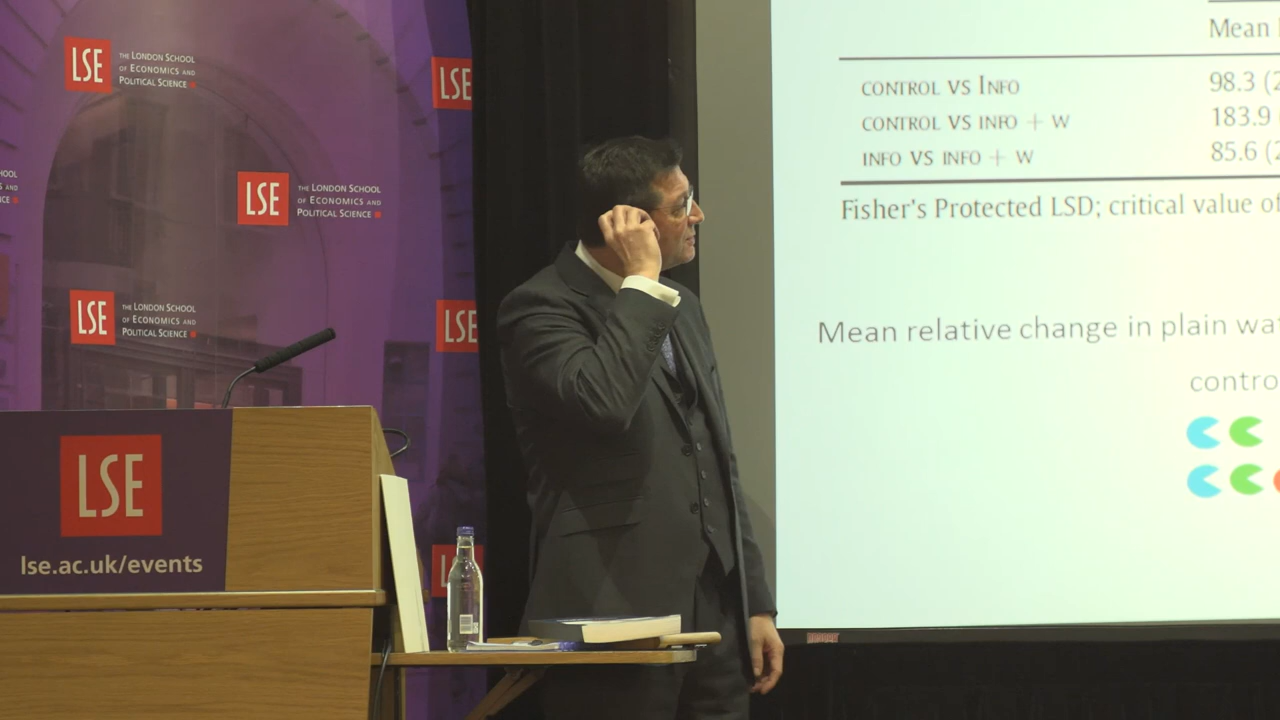 LSE
THE LONDON SCHOOL
OF ECONOMICS AND
POLITICAL SCIENCE
LSE
LSE
THE LONDON SCHOOL
OF ECONOMICS AND
POLITICAL SCIENCE
LSE
THE LONDON SCHOOL
OF ECONOMICS AND
POLITICAL SCIENCE
LSE
LSE
lse.ac.uk/events
Mean
CONTROL VS INFO 98.3 (2
CONTROL VS INFO + W 183.9
INFO VS INFO + W 85.6 (2
Fisher's Protected LSD; critical value of
Mean relative change in plain wa
contro